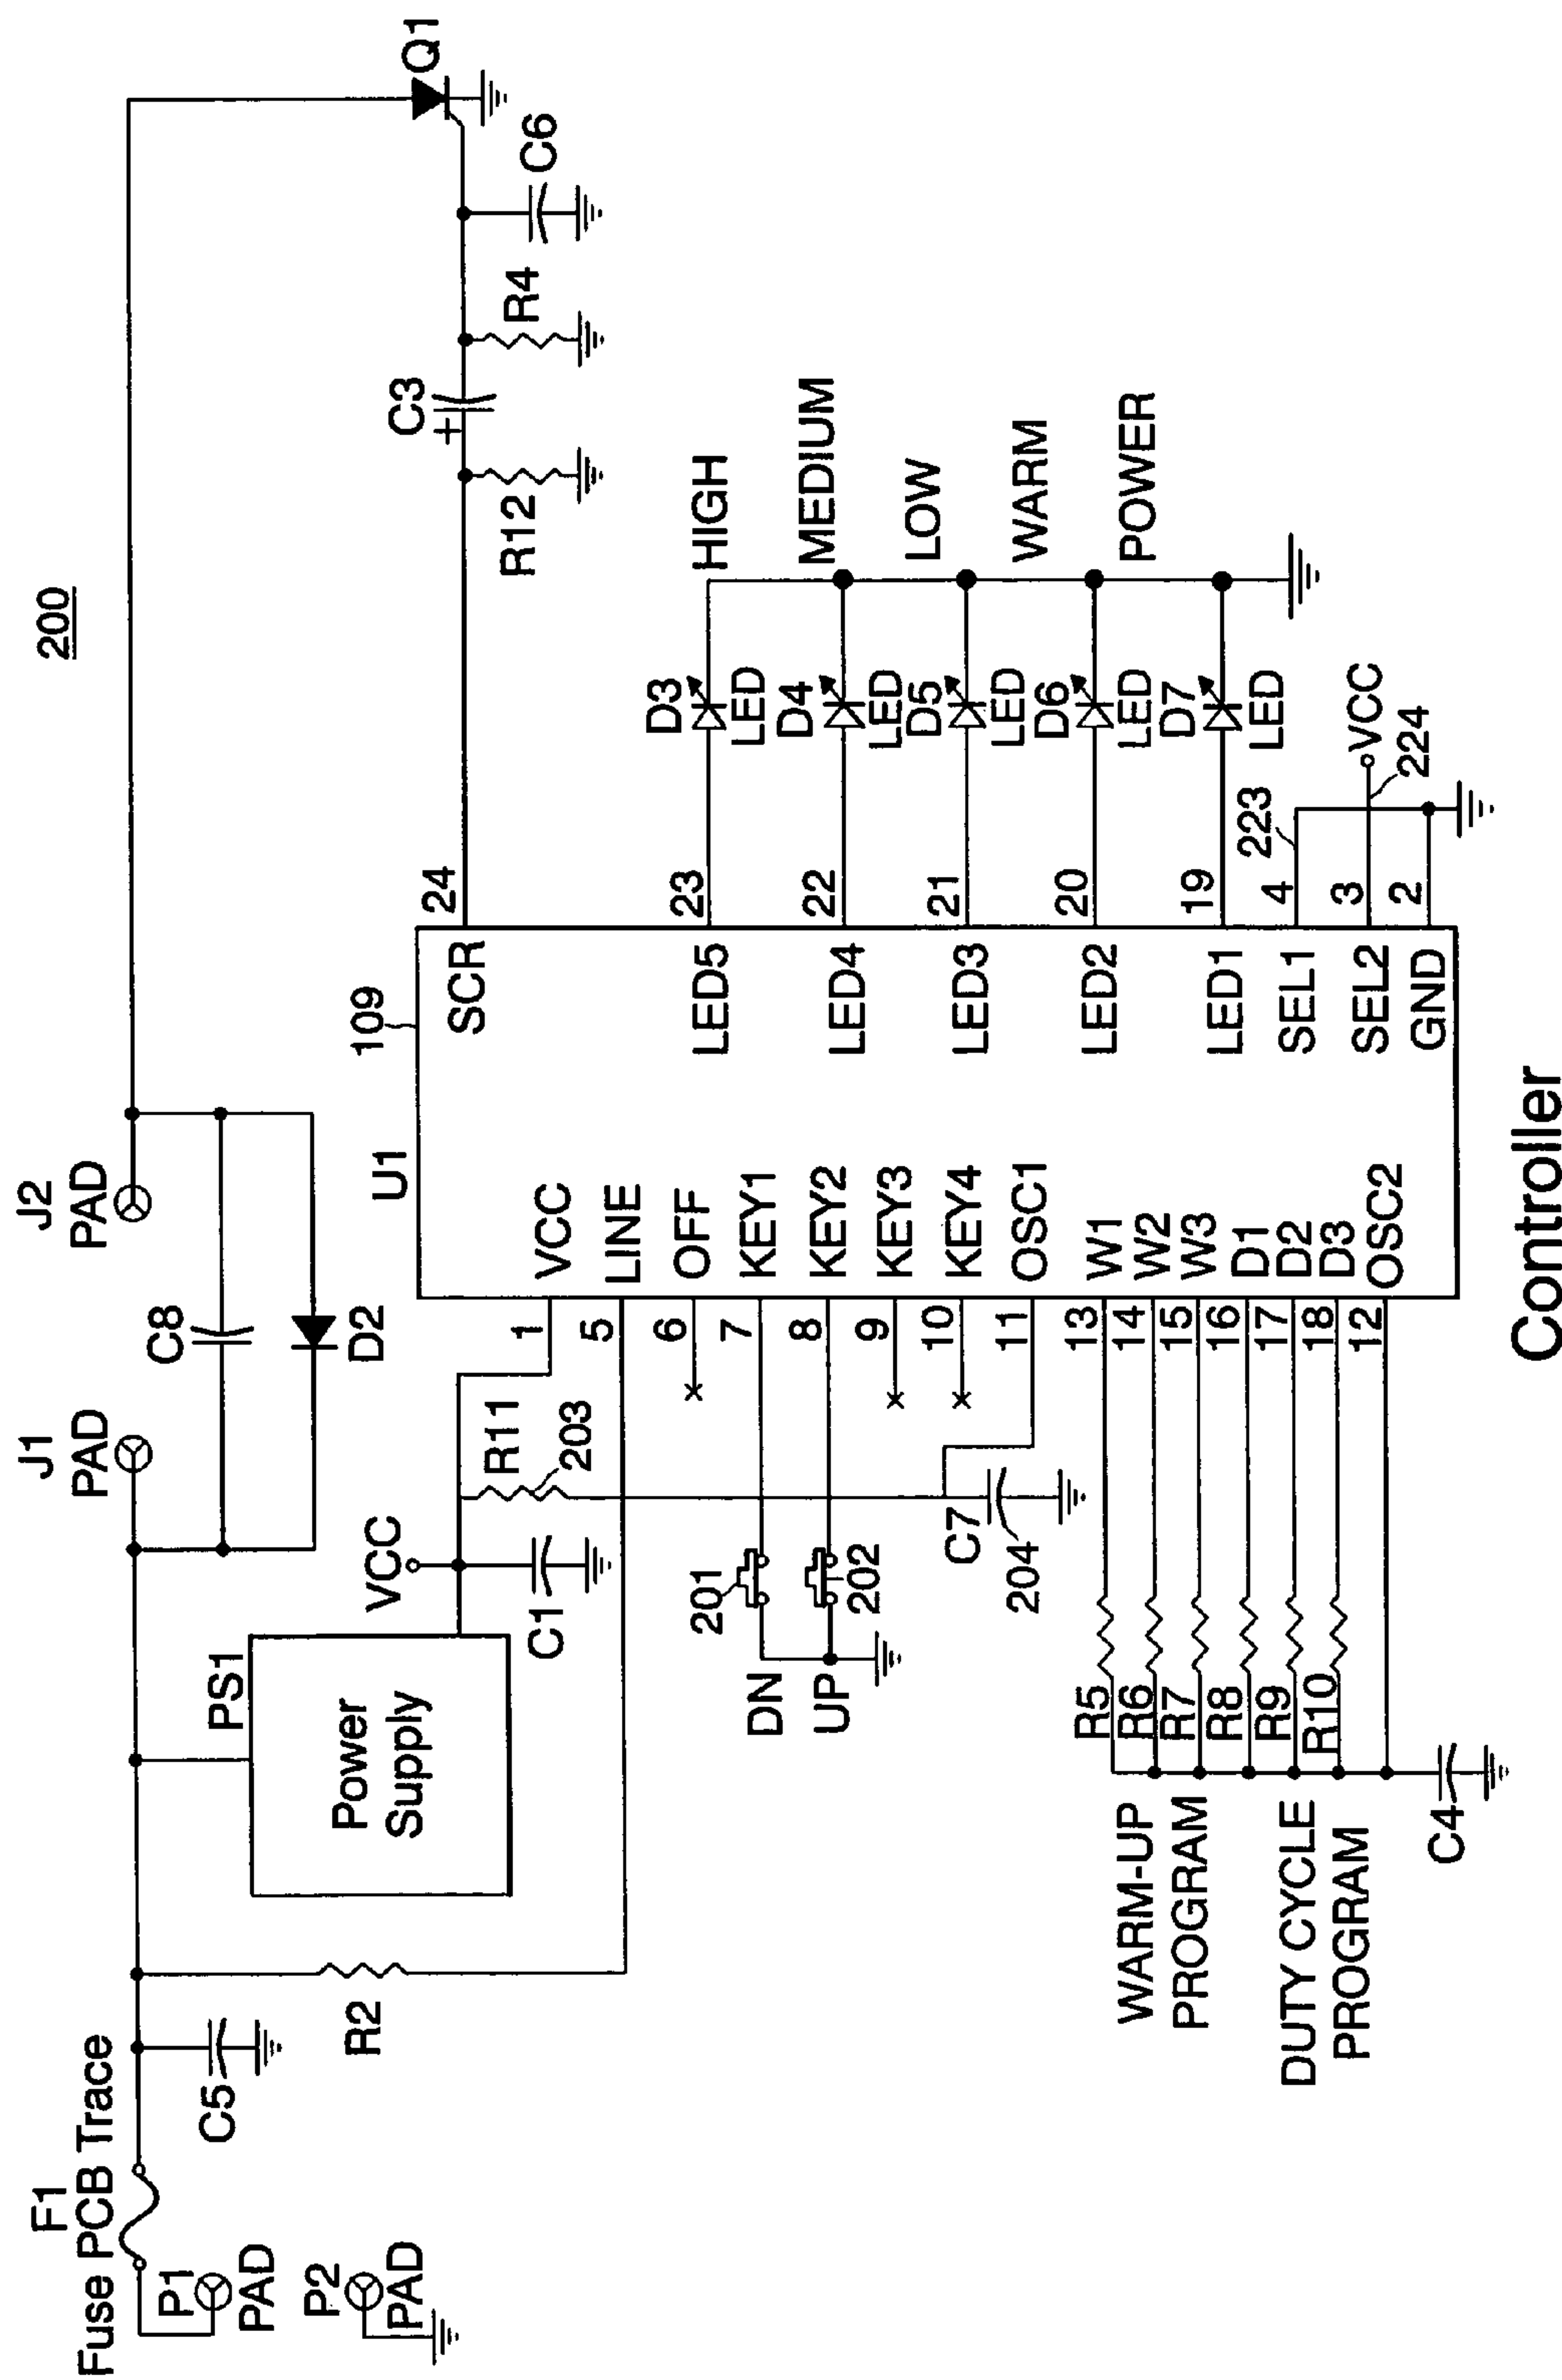 200
F1
Fuse PCB Trace
P1
PAD
P2
PAD
C5
R2
PS1
Power
Supply
VCC
C1
J1
PAD
J2
PAD
C8
D2
R11
203
C7
204
201
DN
202
UP
U1
109
VCC
LINE
OFF
KEY1
KEY2
KEY3
KEY4
OSC1
W1
W2
W3
D1
D2
D3
OSC2
1
5
6
7
8
9
10
11
13
14
15
16
17
18
12
R5
R6
R7
R8
R9
R10
WARM-UP
PROGRAM
DUTY CYCLE
PROGRAM
C4
SCR
LED5
LED4
LED3
LED2
LED1
SEL1
SEL2
GND
24
23
22
21
20
19
4
3
2
223
VCC
224
D3
LED
D4
LED
D5
LED
D6
LED
D7
LED
HIGH
MEDIUM
LOW
WARM
POWER
R12
C3
+
R4
C6
Q1
Controller